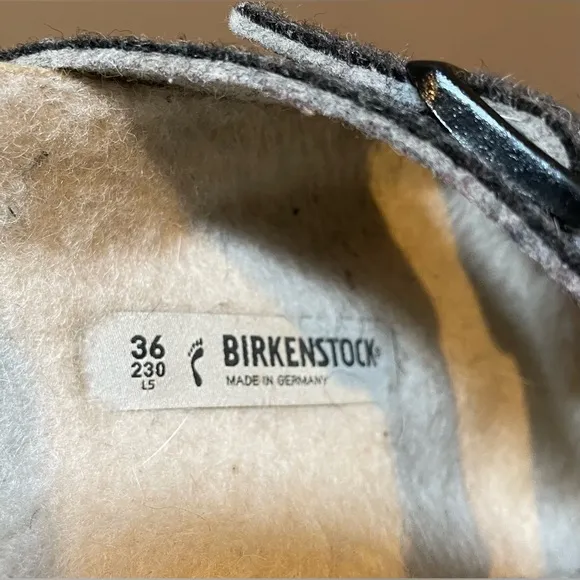 36
230
L5
BIRKENSTOCK®
MADE IN GERMANY